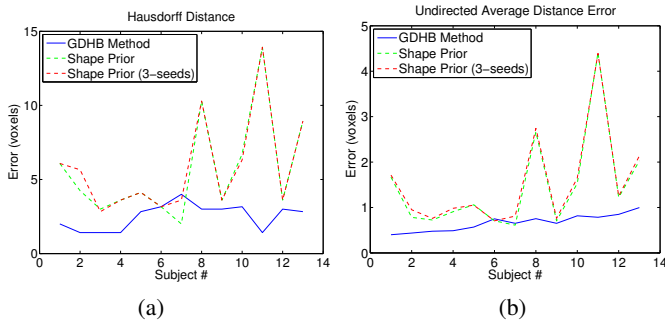 Hausdorff Distance
15
10
5
0
Error (voxels)
GDHB Method
Shape Prior
Shape Prior (3-seeds)
0 2 4 6 8 10 12 14
Subject #
(a)
Undirected Average Distance Error
5
4
3
2
1
0
Error (voxels)
GDHB Method
Shape Prior
Shape Prior (3-seeds)
0 2 4 6 8 10 12 14
Subject #
(b)